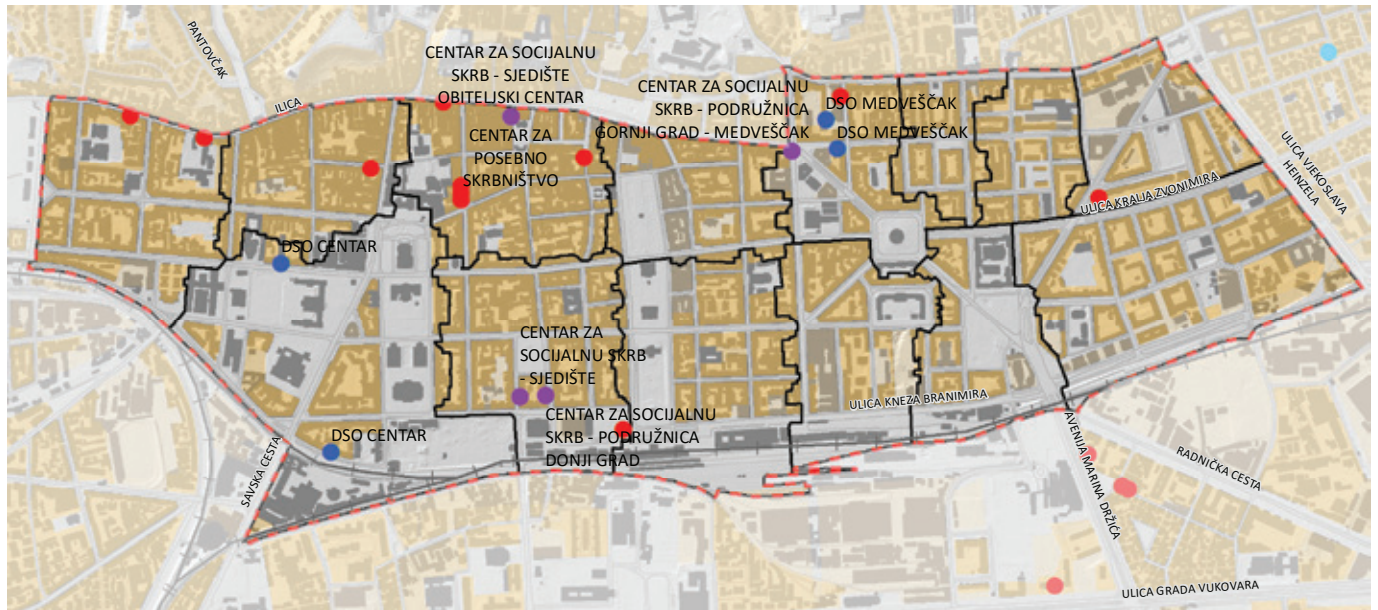 PANTOVČAK
ILICA
CENTAR ZA SOCIJALNU
SKRB - SJEDIŠTE
OBITELJSKI CENTAR
CENTAR ZA
POSEBNO
SKRBNIŠTVO
CENTAR ZA SOCIJALNU
SKRB - PODRUŽNICA
GORNJI GRAD - MEDVEŠČAK
DSO MEDVEŠČAK
DSO MEDVEŠČAK
ULICA VJEKOSLAVA
HEINZELA
ULICA KRALJA ZVONIMIRA
DSO CENTAR
CENTAR ZA
SOCIJALNU SKRB
- SJEDIŠTE
CENTAR ZA SOCIJALNU
SKRB - PODRUŽNICA
DONJI GRAD
ULICA KNEZA BRANIMIRA
DSO CENTAR
SAVSKA CESTA
AVENIJA MARINA DRŽIĆA
RADNIČKA CESTA
ULICA GRADA VUKOVARA